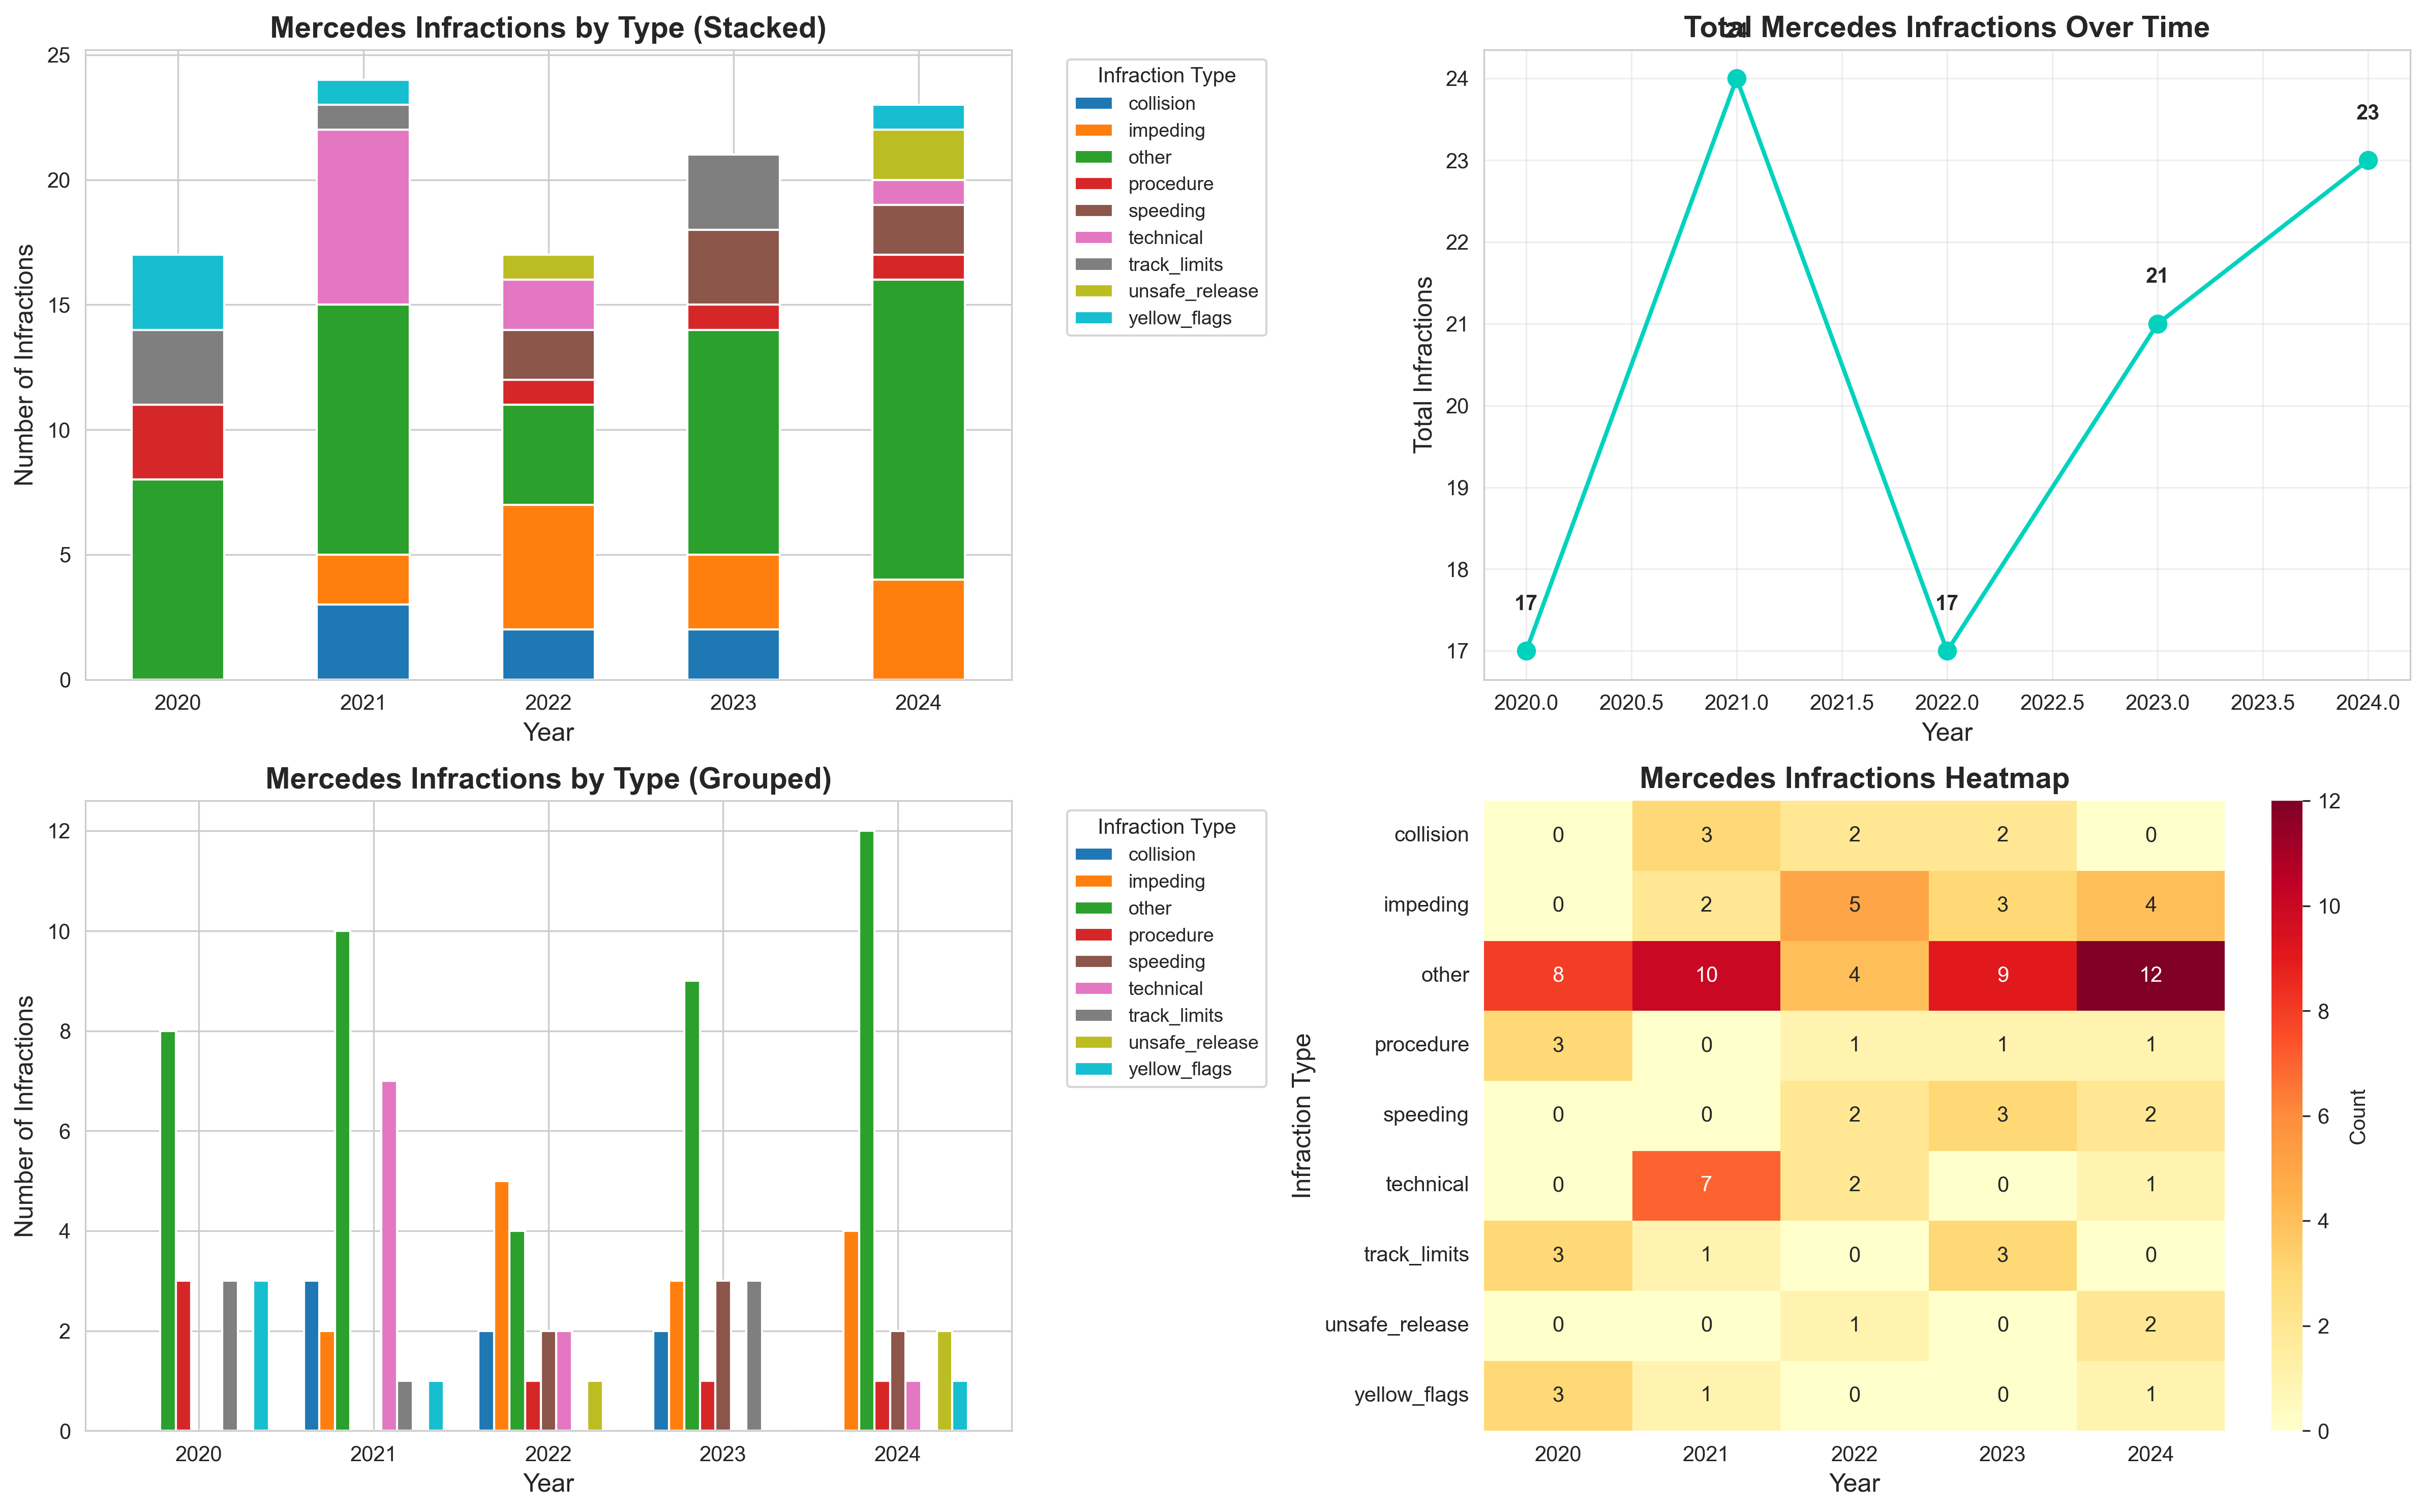 Mercedes Infractions by Type (Stacked)
25
20
15
10
5
0
Number of Infractions
2020 2021 2022 2023 2024
Year
Infraction Type
collision
impeding
other
procedure
speeding
technical
track_limits
unsafe_release
yellow_flags
Total Mercedes Infractions Over Time
24
24
23
22
21
20
19
18
17
Total Infractions
17
17
21
23
2020.0 2020.5 2021.0 2021.5 2022.0 2022.5 2023.0 2023.5 2024.0
Year
Mercedes Infractions by Type (Grouped)
12
10
8
6
4
2
0
Number of Infractions
2020 2021 2022 2023 2024
Year
Infraction Type
collision
impeding
other
procedure
speeding
technical
track_limits
unsafe_release
yellow_flags
Mercedes Infractions Heatmap
Infraction Type
collision 0 3 2 2 0
impeding 0 2 5 3 4
other 8 10 4 9 12
procedure 3 0 1 1 1
speeding 0 0 2 3 2
technical 0 7 2 0 1
track_limits 3 1 0 3 0
unsafe_release 0 0 1 0 2
yellow_flags 3 1 0 0 1
2020 2021 2022 2023 2024
Year
12
10
8
6
4
2
0
Count